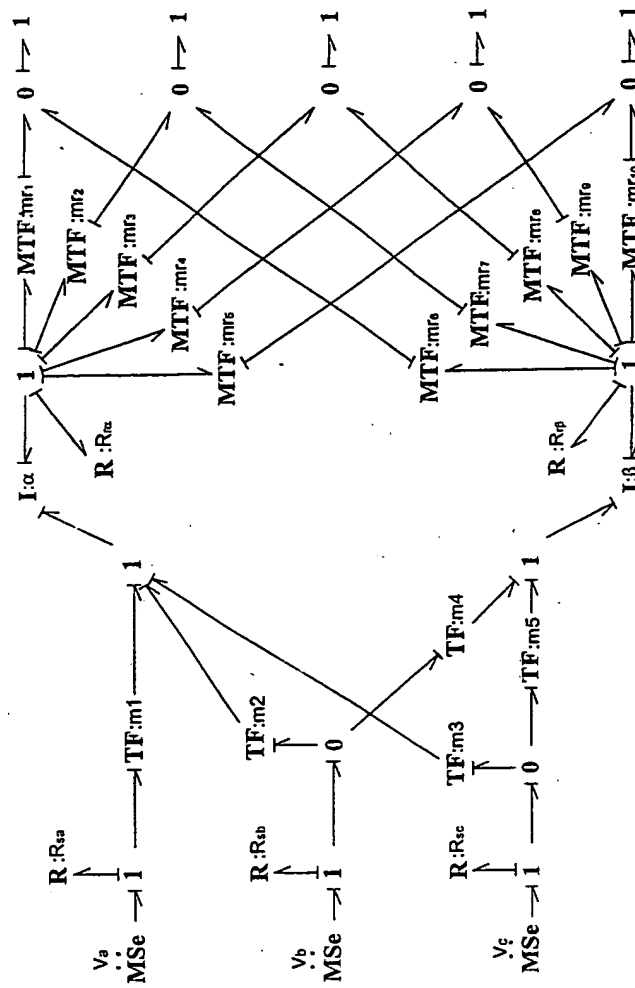 1
0
MTF:mr1
MTF:mr2
MTF:mr3
MTF:mr4
MTF:mr5
1
I:α
R:Rrα
1
0
1
0
1
0
1
0
MTF:mr6
MTF:mr7
MTF:mr8
MTF:mr9
MTF:mr10
1
I:β
R:Rrβ
1
TF:m1
R:Rsa
1
Va
MSe
TF:m2
0
R:Rsb
1
Vb
MSe
TF:m4
1
TF:m5
TF:m3
0
R:Rsc
1
Vc
MSe